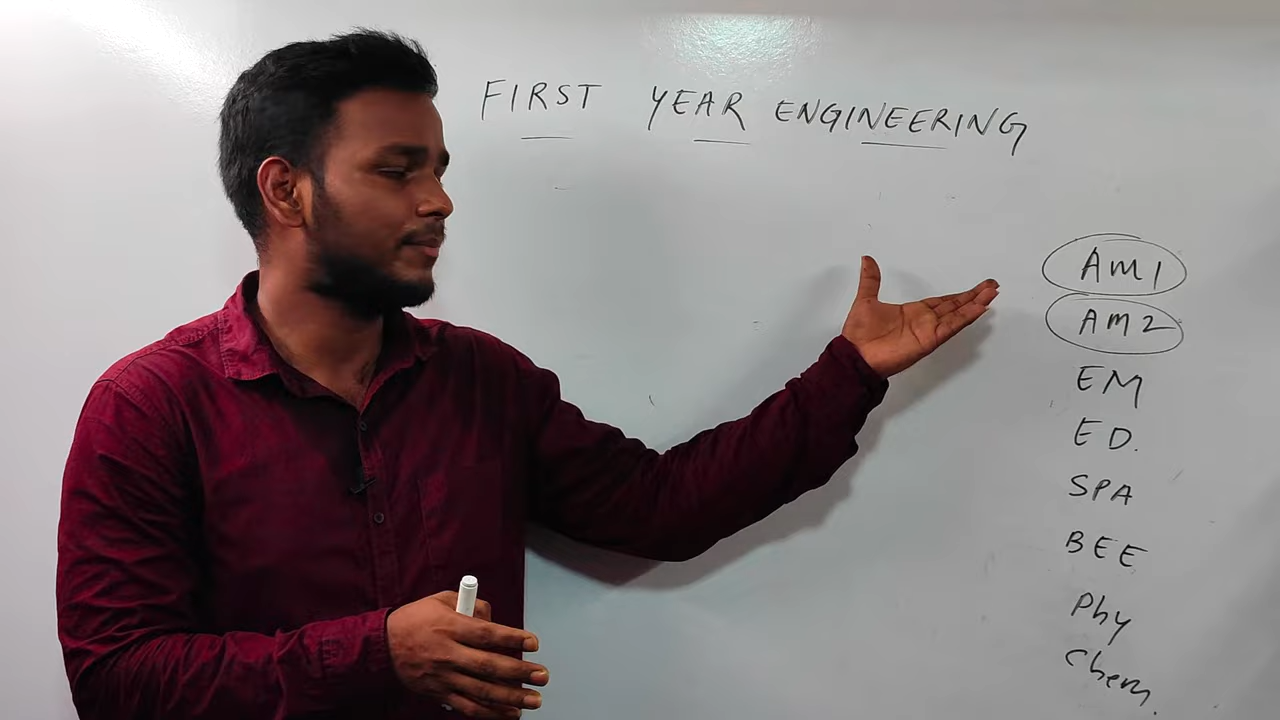 FIRST YEAR ENGINEERING
AM1
AM2
EM
ED.
SPA
BEE
Phy
Chem.